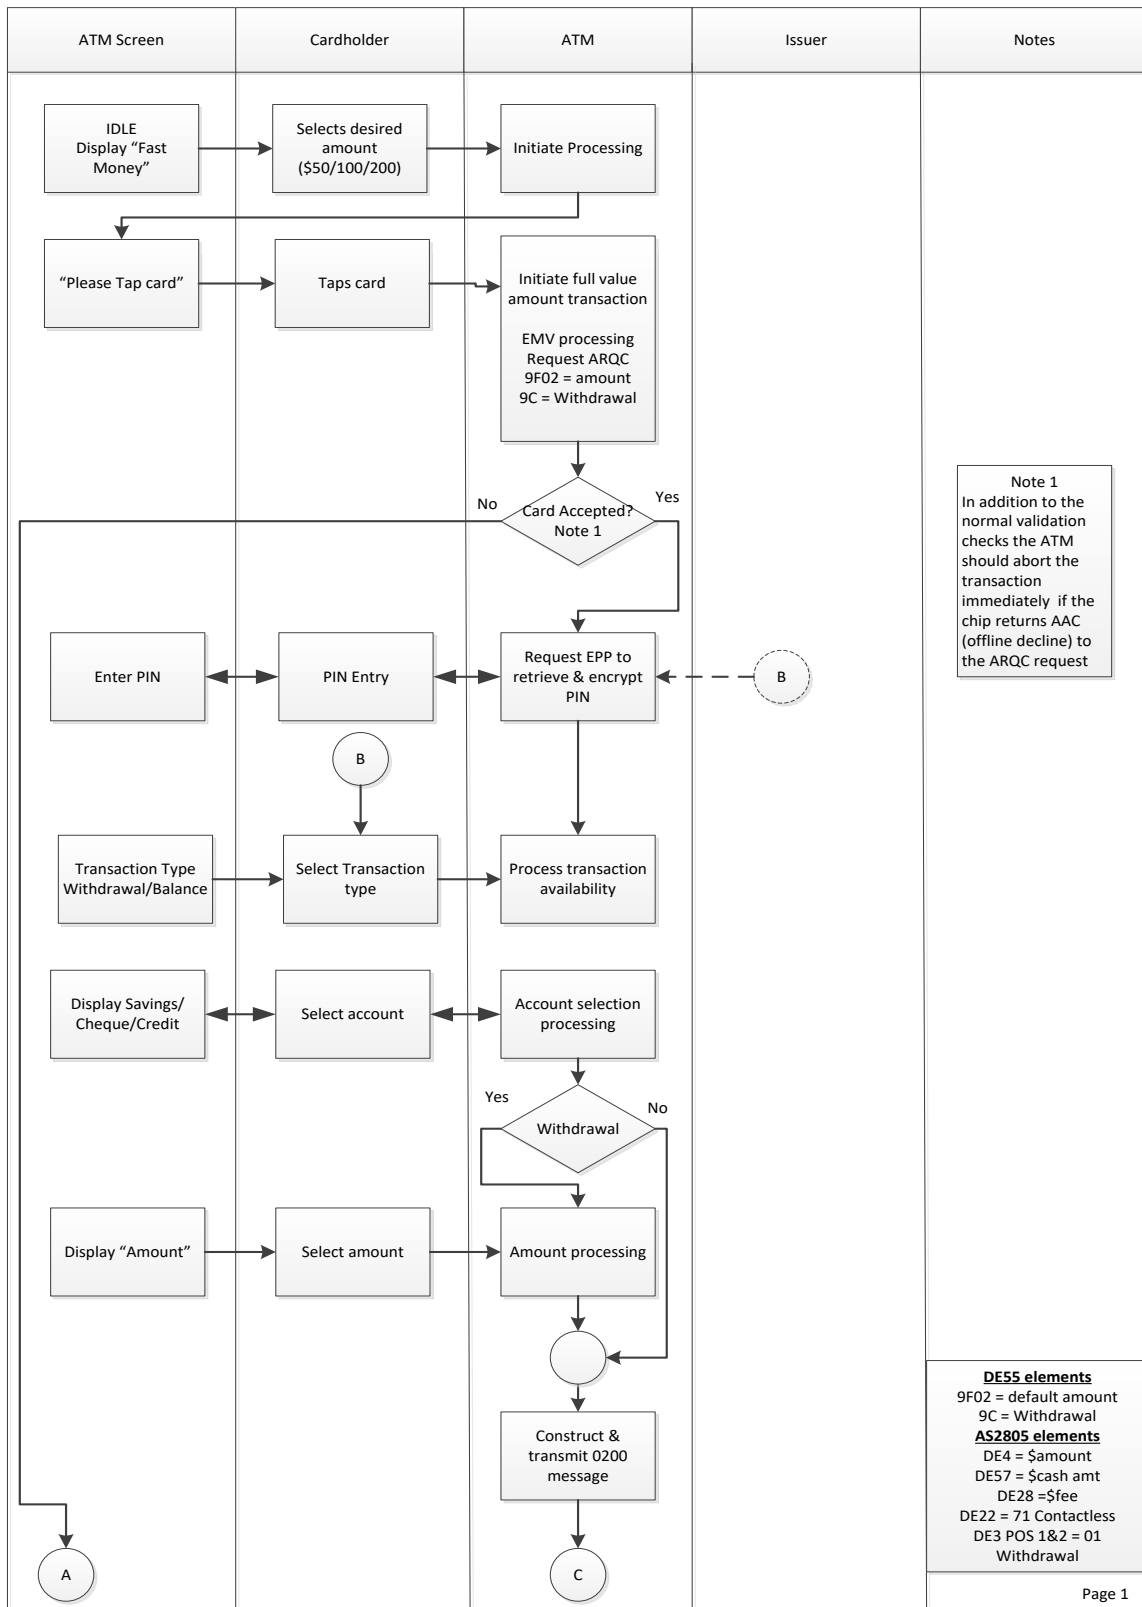 ATM Screen
Cardholder
ATM
Issuer
Notes
IDLE
Display “Fast
Money”
Selects desired
amount
($50/100/200)
Initiate Processing
“Please Tap card”
Taps card
Initiate full value
amount transaction
EMV processing
Request ARQC
9F02 = amount
9C = Withdrawal
No
Card Accepted?
Note 1
Yes
Note 1
In addition to the
normal validation
checks the ATM
should abort the
transaction
immediately if the
chip returns AAC
(offline decline) to
the ARQC request
Enter PIN
PIN Entry
Request EPP to
retrieve & encrypt
PIN
B
B
Transaction Type
Withdrawal/Balance
Select Transaction
type
Process transaction
availability
Display Savings/
Cheque/Credit
Select account
Account selection
processing
Yes
No
Withdrawal
Display “Amount”
Select amount
Amount processing
Construct &
transmit 0200
message
DE55 elements
9F02 = default amount
9C = Withdrawal
AS2805 elements
DE4 = $amount
DE57 = $cash amt
DE28 =$fee
DE22 = 71 Contactless
DE3 POS 1&2 = 01
Withdrawal
A
C
Page 1